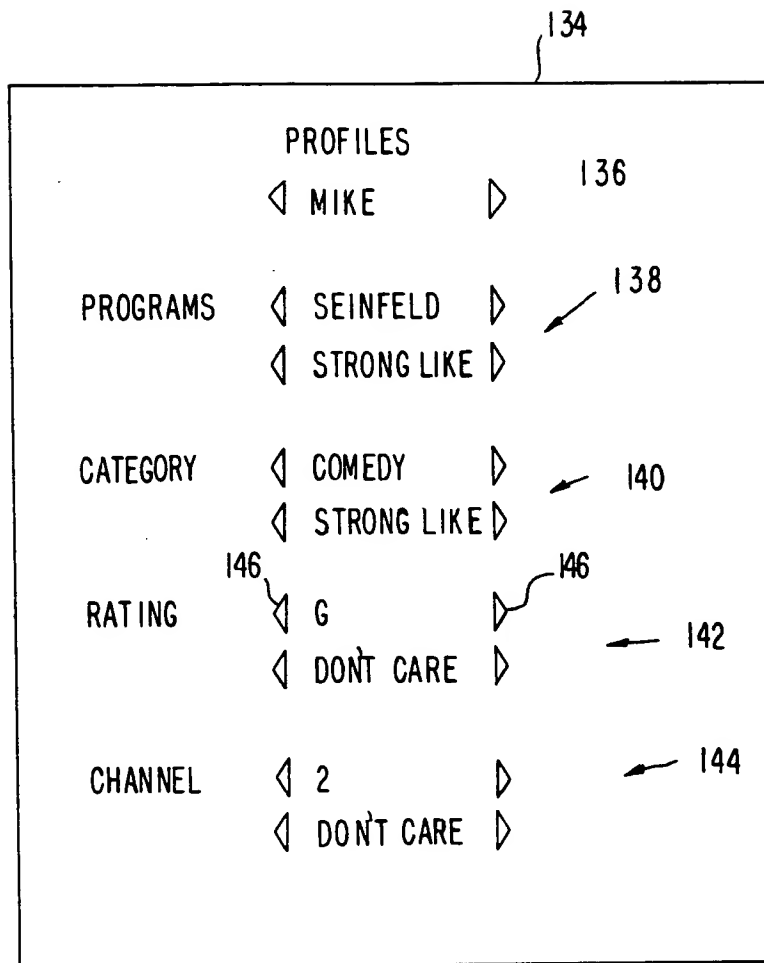 134
PROFILES
◁ MIKE ▷ 136
PROGRAMS ◁ SEINFELD ▷ 138
◁ STRONG LIKE ▷
CATEGORY ◁ COMEDY ▷ 140
◁ STRONG LIKE ▷
146 146
RATING ◁ G ▷
◁ DON'T CARE ▷ 142
CHANNEL ◁ 2 ▷ 144
◁ DON'T CARE ▷